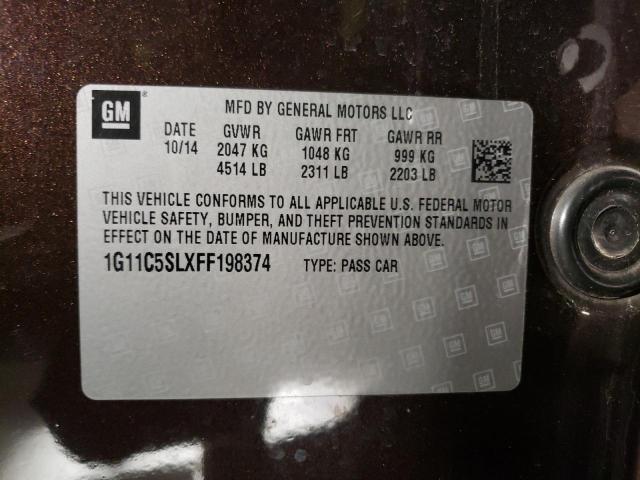 GM ®
MFD BY GENERAL MOTORS LLC
DATE GVWR GAWR FRT GAWR RR
10/14 2047 KG 1048 KG 999 KG
4514 LB 2311 LB 2203 LB
THIS VEHICLE CONFORMS TO ALL APPLICABLE U.S. FEDERAL MOTOR
VEHICLE SAFETY, BUMPER, AND THEFT PREVENTION STANDARDS IN
EFFECT ON THE DATE OF MANUFACTURE SHOWN ABOVE.
1G11C5SLXFF198374 TYPE: PASS CAR